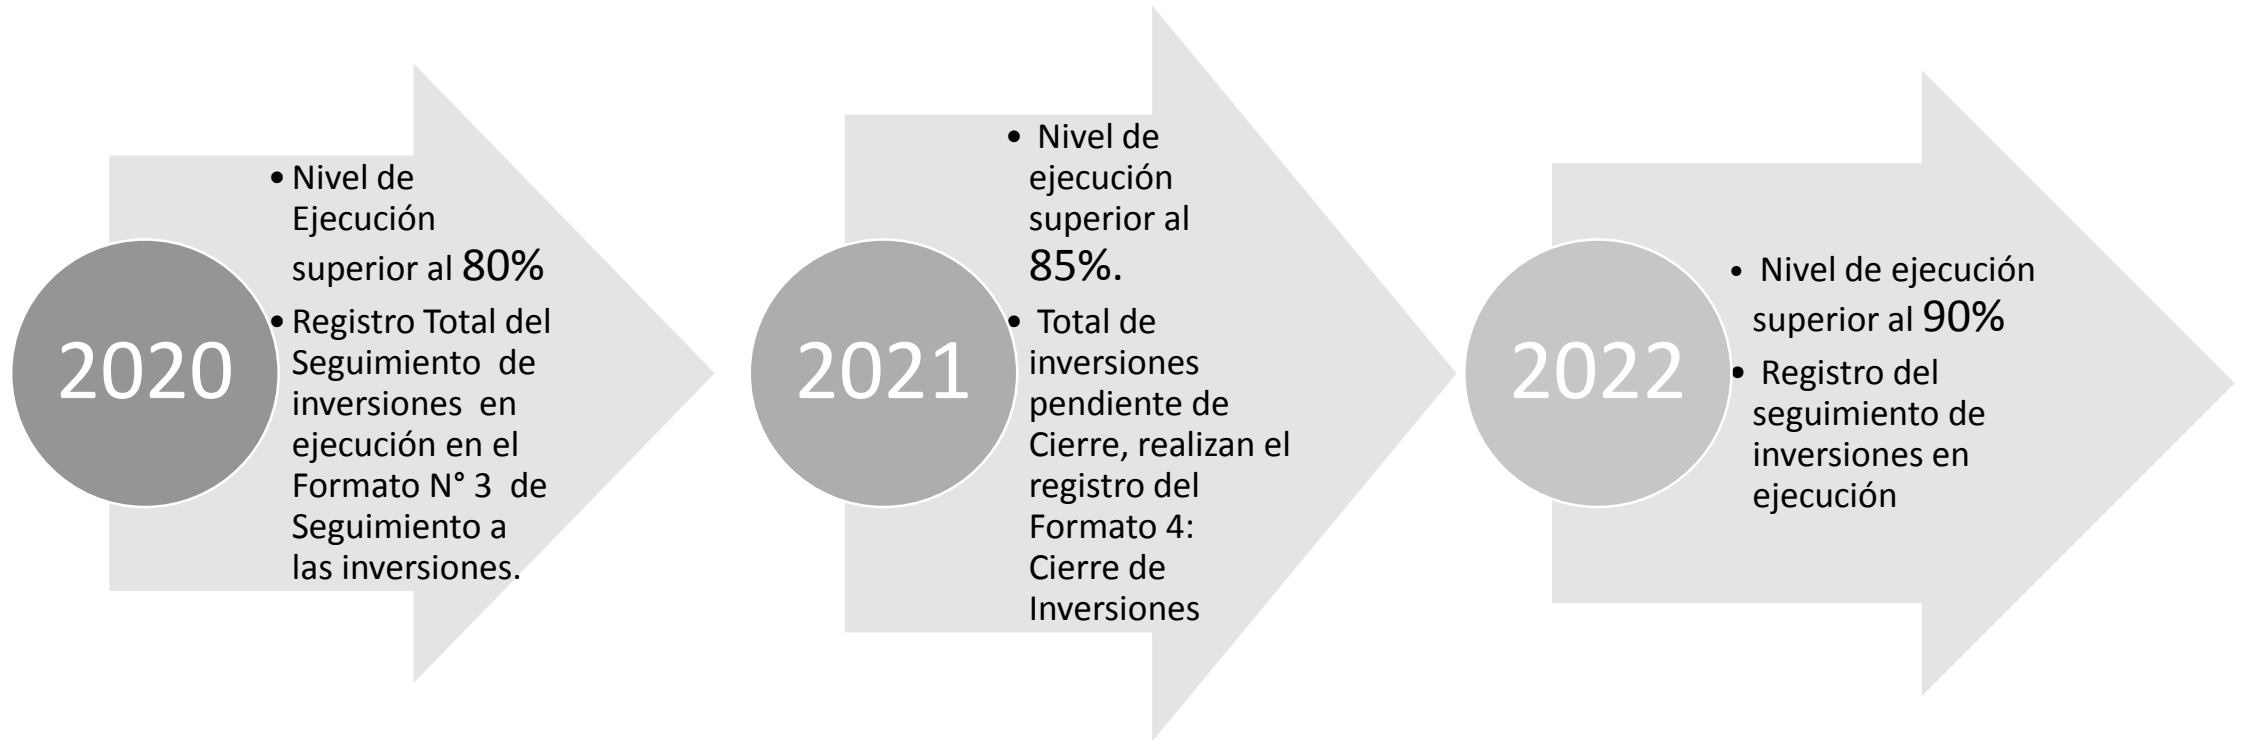 2020
• Nivel de
Ejecución
superior al 80%
• Registro Total del
Seguimiento de
inversiones en
ejecución en el
Formato N° 3 de
Seguimiento a
las inversiones.
2021
• Nivel de
ejecución
superior al
85%.
• Total de
inversiones
pendiente de
Cierre, realizan el
registro del
Formato 4:
Cierre de
Inversiones
2022
• Nivel de ejecución
superior al 90%
• Registro del
seguimiento de
inversiones en
ejecución